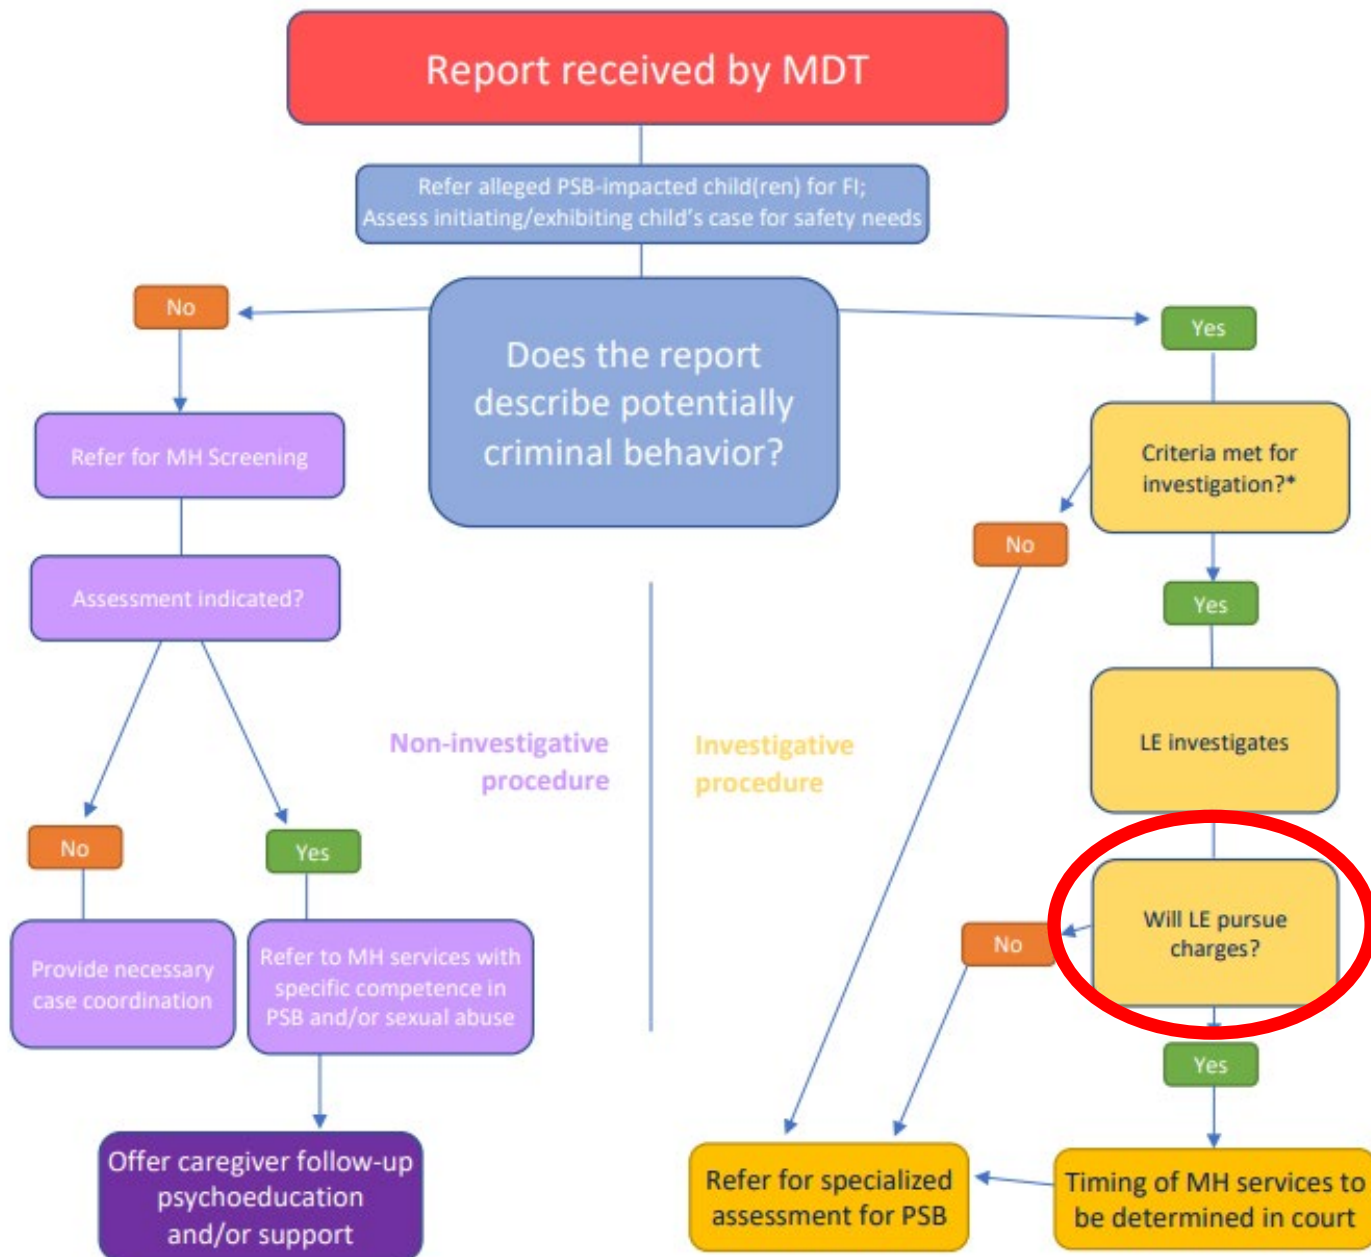 Report received by MDT
Refer alleged PSB-impacted child(ren) for FI;
Assess initiating/exhibiting child's case for safety needs
No
Does the report
describe potentially
criminal behavior?
Yes
Refer for MH Screening
Criteria met for
investigation?*
No
Assessment indicated?
Yes
Non-investigative
procedure
Investigative
procedure
LE investigates
No
Yes
Will LE pursue
charges?
No
Provide necessary
case coordination
Refer to MH services with
specific competence in
PSB and/or sexual abuse
Yes
Offer caregiver follow-up
psychoeducation
and/or support
Refer for specialized
assessment for PSB
Timing of MH services to
be determined in court